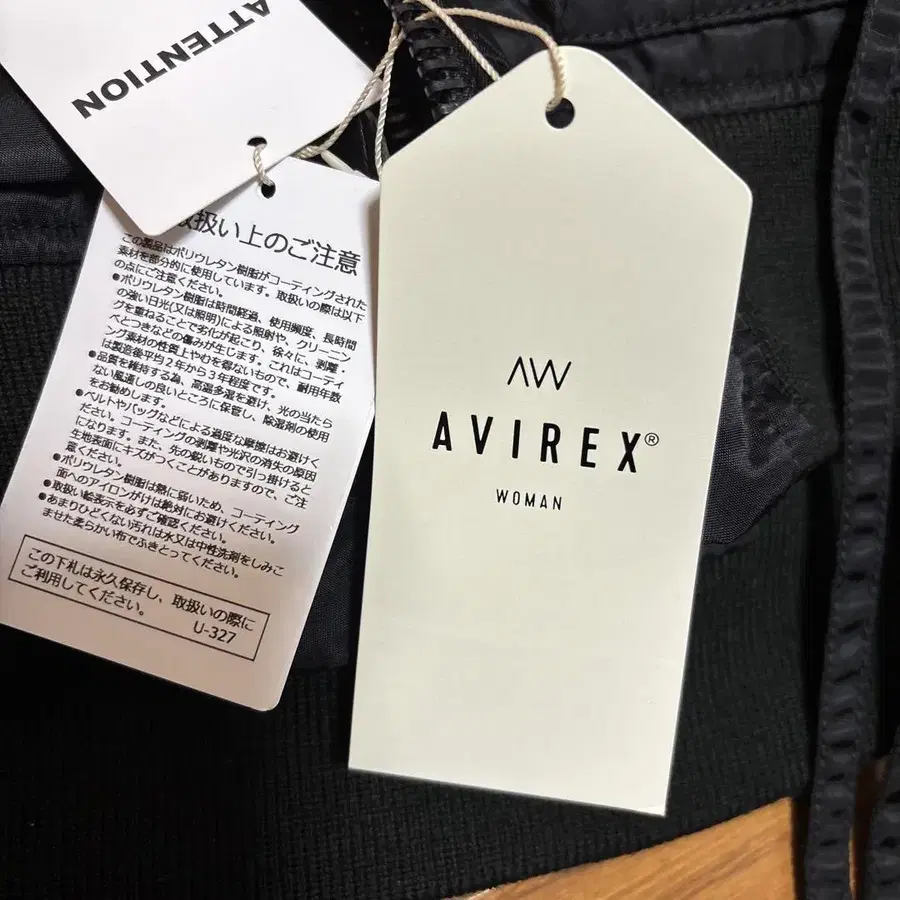 ATTENTION
取扱い上のご注意
この製品はポリウレタン樹脂がコーティングされた
素材を部分的に使用しています。取扱いの際は以下
の点にご注意ください。
●ポリウレタン樹脂は時間経過、使用頻度、長時間
の強い日光(又は照明)による照射や、クリーニン
グを重ねることで劣化が起こり、徐々に、剥離・
べとつきなどの傷みが生じます。これはコーティ
ング素材の性質上やむを得ないもので、耐用年数
は製造後平均2年から3年程度です。
●品質を維持する為、高温多湿を避け、光の当たら
ない風通しの良いところに保管し、除湿剤の使用
をお勧めします。
●ベルトやバッグなどによる過度な摩擦はお避けく
ださい。コーティングの剥離や光沢の消失の原因
になります。また、先の鋭いもので引っ掛けると
生地表面にキズがつくことがありますので、ご注
意ください。
●ポリウレタン樹脂は熱に弱いため、コーティング
面へのアイロンがけは絶対にお避けください。
●取扱い絵表示を必ずご確認ください。
●あまりひどくない汚れは水又は中性洗剤をしみこ
ませた柔らかい布でふきとってください。
この下札は永久保存し、取扱いの際に
ご利用してください。
U-327
AW
AVIREX®
WOMAN